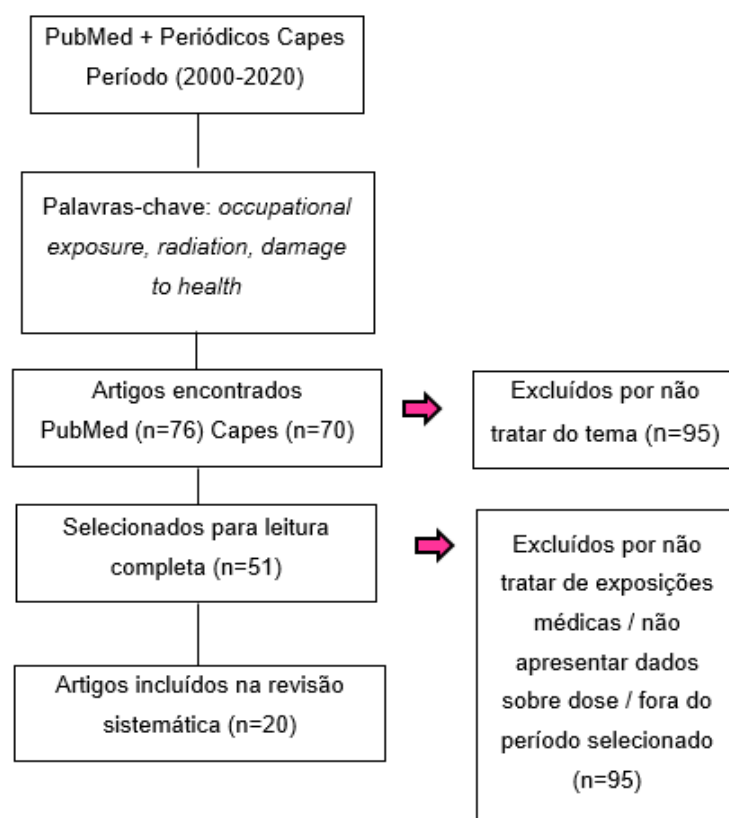 PubMed + Periódicos Capes
Período (2000-2020)
Palavras-chave: occupational
exposure, radiation, damage
to health
Artigos encontrados
PubMed (n=76) Capes (n=70)
Excluídos por não
tratar do tema (n=95)
Selecionados para leitura
completa (n=51)
Excluídos por não
tratar de exposições
médicas / não
apresentar dados
sobre dose / fora do
período selecionado
(n=95)
Artigos incluídos na revisão
sistemática (n=20)